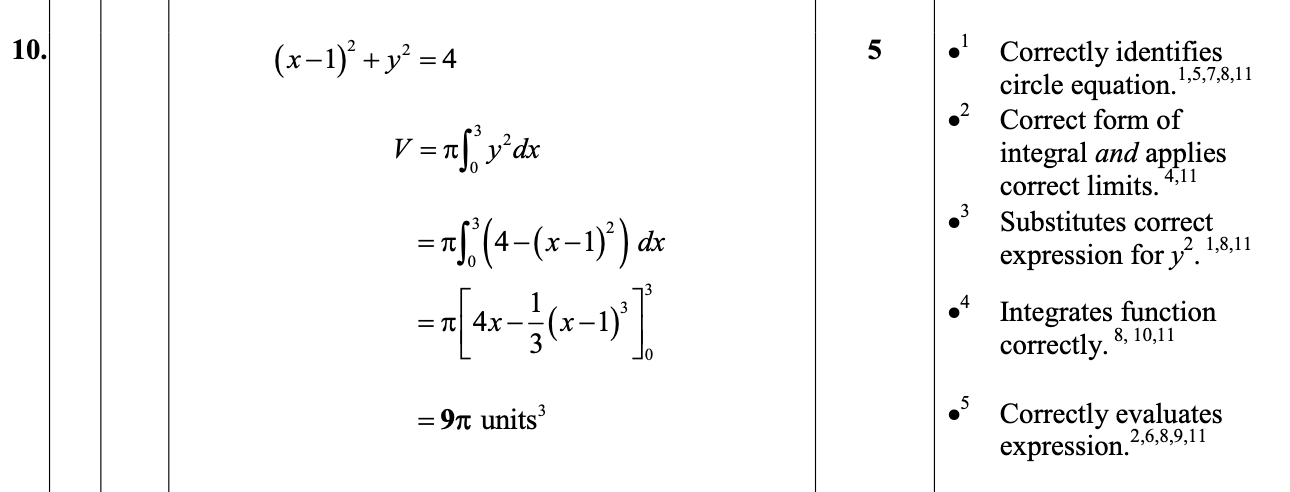 10.
(x−1)² + y² = 4
V = π∫₀³ y²dx
= π∫₀³ (4−(x−1)²) dx
= π[4x − 1/3 (x−1)³]₀³
= 9π units³
5
•¹ Correctly identifies
circle equation. 1,5,7,8,11
•² Correct form of
integral and applies
correct limits. 4,11
•³ Substitutes correct
expression for y². 1,8,11
•⁴ Integrates function
correctly. 8, 10,11
•⁵ Correctly evaluates
expression. 2,6,8,9,11